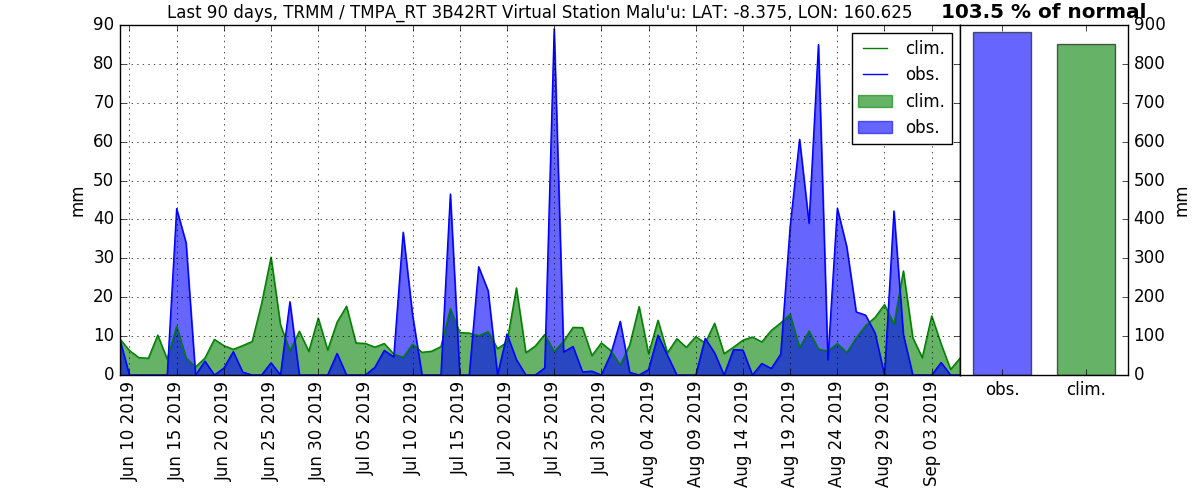 Last 90 days, TRMM / TMPA_RT 3B42RT Virtual Station Malu'u: LAT: -8.375, LON: 160.625
103.5 % of normal
90
80
70
60
50
40
30
20
10
0
mm
clim.
obs.
clim.
obs.
900
800
700
600
500
400
300
200
100
0
mm
Jun 10 2019
Jun 15 2019
Jun 20 2019
Jun 25 2019
Jun 30 2019
Jul 05 2019
Jul 10 2019
Jul 15 2019
Jul 20 2019
Jul 25 2019
Jul 30 2019
Aug 04 2019
Aug 09 2019
Aug 14 2019
Aug 19 2019
Aug 24 2019
Aug 29 2019
Sep 03 2019
obs.
clim.